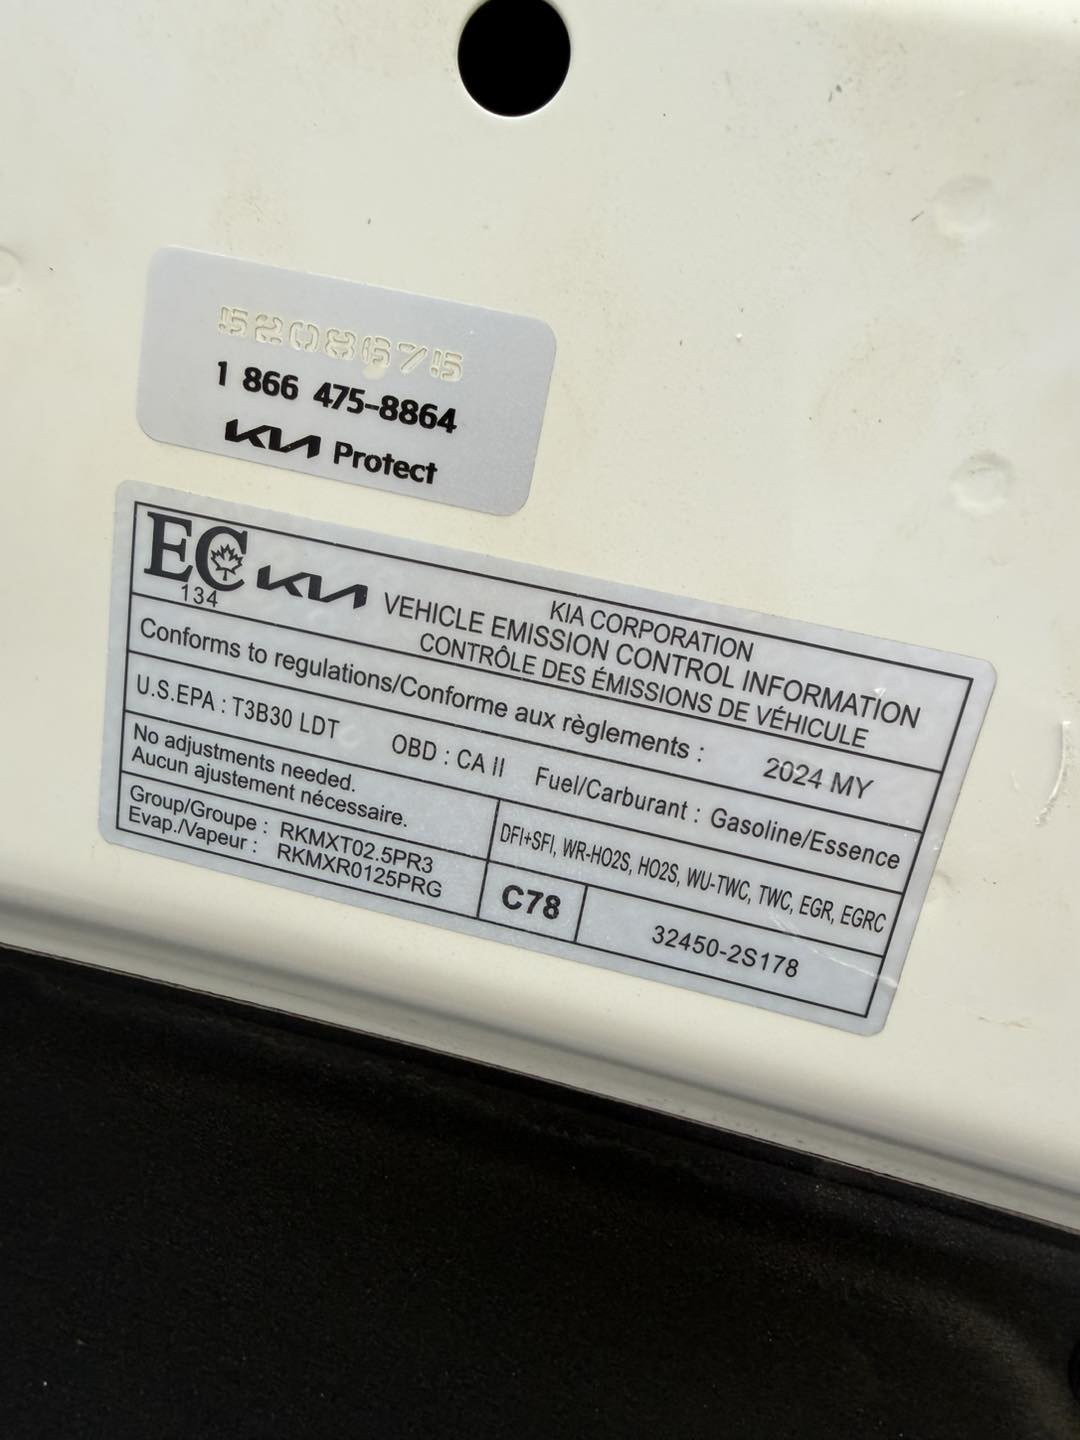 5208675
1 866 475-8864
KIA Protect
EC KIA
134
KIA CORPORATION
VEHICLE EMISSION CONTROL INFORMATION
CONTRÔLE DES ÉMISSIONS DE VÉHICULE
Conforms to regulations/Conforme aux règlements : 2024 MY
U.S.EPA : T3B30 LDT OBD : CA II Fuel/Carburant : Gasoline/Essence
No adjustments needed.
Aucun ajustement nécessaire.
DFI+SFI, WR-HO2S, HO2S, WU-TWC, TWC, EGR, EGRC
Group/Groupe : RKMXT02.5PR3
Evap./Vapeur : RKMXR0125PRG
C78
32450-2S178